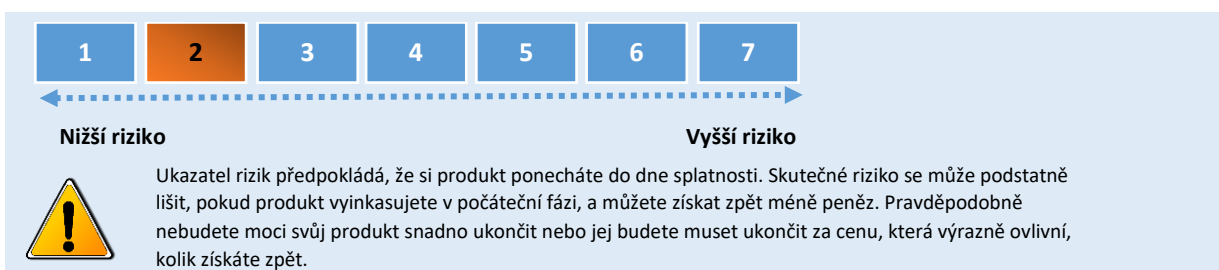 1 2 3 4 5 6 7
Nižší riziko Vyšší riziko
Ukazatel rizik předpokládá, že si produkt ponecháte do dne splatnosti. Skutečné riziko se může podstatně
lišit, pokud produkt vyinkasujete v počáteční fázi, a můžete získat zpět méně peněz. Pravděpodobně
nebudete moci svůj produkt snadno ukončit nebo jej budete muset ukončit za cenu, která výrazně ovlivní,
kolik získáte zpět.